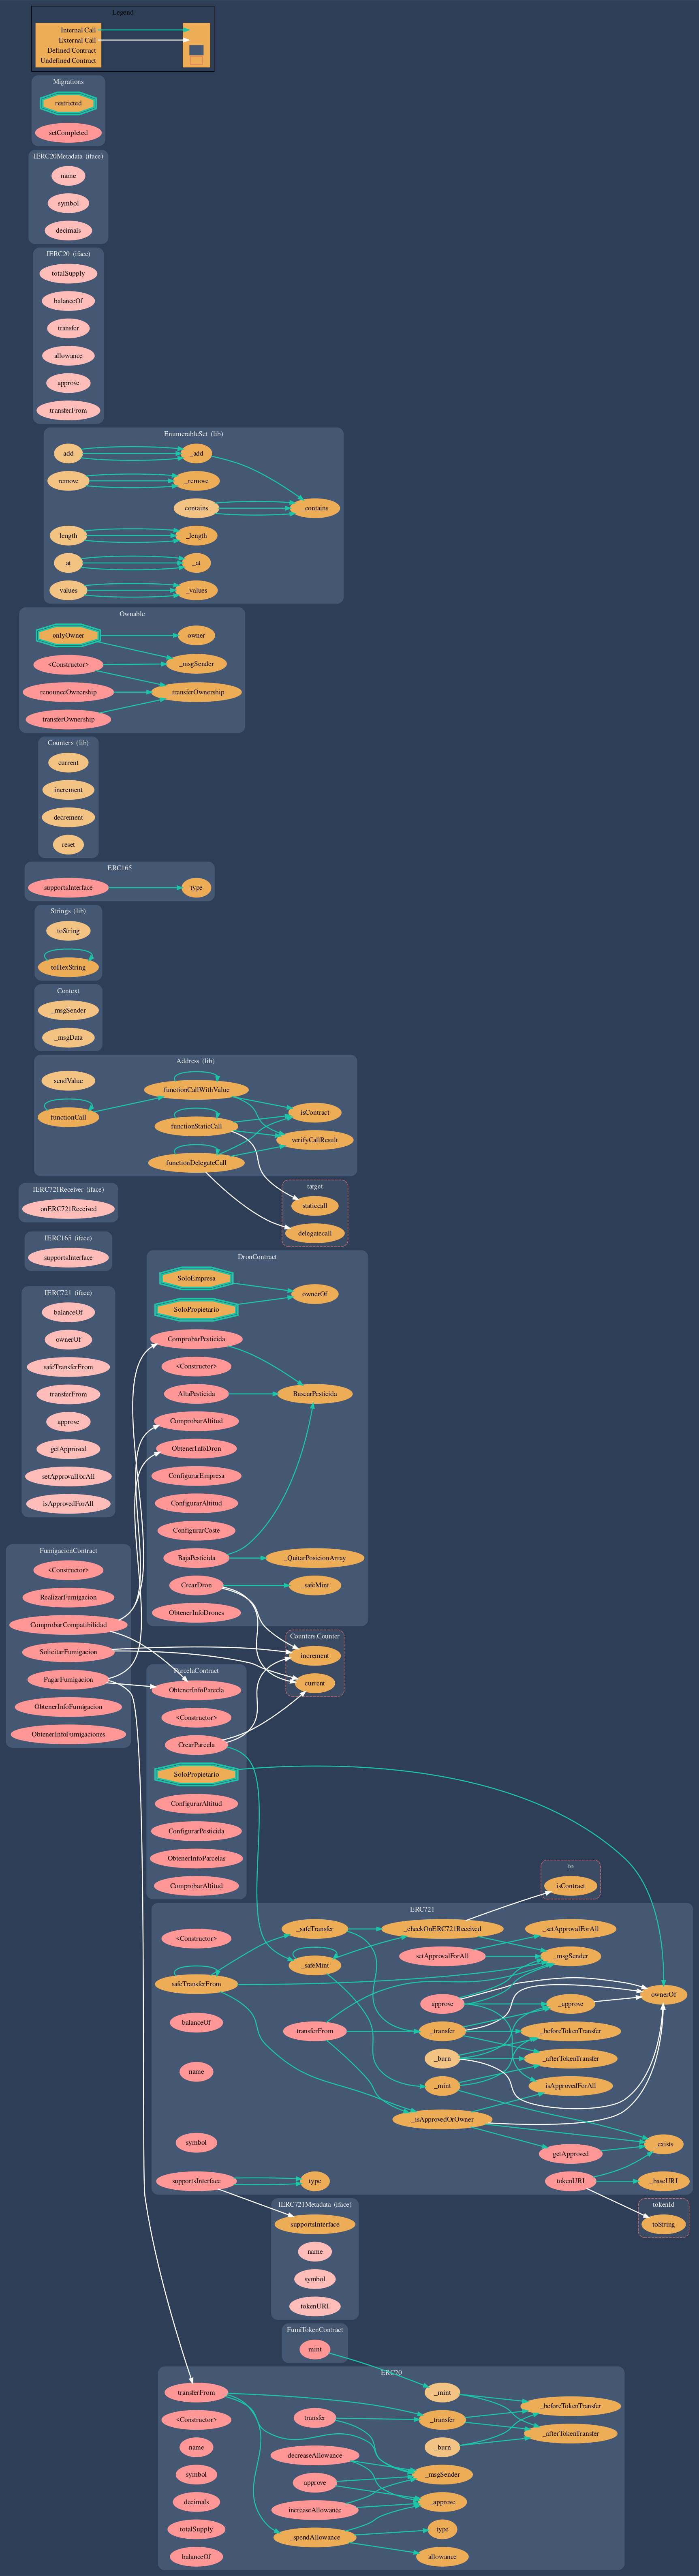 Legend
Internal Call
External Call
Defined Contract
Undefined Contract
Migrations
restricted
setCompleted
IERC20Metadata (iface)
name
symbol
decimals
IERC20 (iface)
totalSupply
balanceOf
transfer
allowance
approve
transferFrom
EnumerableSet (lib)
add
_add
remove
_remove
contains
_contains
length
_length
at
_at
values
_values
Ownable
onlyOwner
owner
<Constructor>
_msgSender
renounceOwnership
_transferOwnership
transferOwnership
Counters (lib)
current
increment
decrement
reset
ERC165
supportsInterface
type
Strings (lib)
toString
toHexString
Context
_msgSender
_msgData
Address (lib)
sendValue
functionCallWithValue
functionCall
isContract
functionStaticCall
verifyCallResult
functionDelegateCall
target
staticcall
delegatecall
IERC721Receiver (iface)
onERC721Received
IERC165 (iface)
supportsInterface
IERC721 (iface)
balanceOf
ownerOf
safeTransferFrom
transferFrom
approve
getApproved
setApprovalForAll
isApprovedForAll
DronContract
SoloEmpresa
ownerOf
SoloPropietario
ComprobarPesticida
<Constructor>
AltaPesticida
BuscarPesticida
ComprobarAltitud
ObtenerInfoDron
ConfigurarEmpresa
ConfigurarAltitud
ConfigurarCoste
BajaPesticida
_QuitarPosicionArray
CrearDron
_safeMint
ObtenerInfoDrones
FumigacionContract
<Constructor>
RealizarFumigacion
ComprobarCompatibilidad
SolicitarFumigacion
PagarFumigacion
ObtenerInfoFumigacion
ObtenerInfoFumigaciones
Counters.Counter
increment
current
ParcelaContract
ObtenerInfoParcela
<Constructor>
CrearParcela
SoloPropietario
ConfigurarAltitud
ConfigurarPesticida
ObtenerInfoParcelas
ComprobarAltitud
to
isContract
ERC721
<Constructor>
_safeTransfer
_checkOnERC721Received
_setApprovalForAll
safeTransferFrom
_safeMint
setApprovalForAll
_msgSender
ownerOf
balanceOf
transferFrom
approve
_approve
_transfer
_beforeTokenTransfer
name
_burn
_afterTokenTransfer
_mint
isApprovedForAll
_isApprovedOrOwner
symbol
getApproved
_exists
supportsInterface
type
tokenURI
_baseURI
tokenId
toString
IERC721Metadata (iface)
supportsInterface
name
symbol
tokenURI
FumiTokenContract
mint
ERC20
transferFrom
_mint
_beforeTokenTransfer
<Constructor>
transfer
_transfer
_afterTokenTransfer
name
decreaseAllowance
_burn
symbol
approve
_msgSender
decimals
increaseAllowance
_approve
totalSupply
_spendAllowance
type
balanceOf
allowance